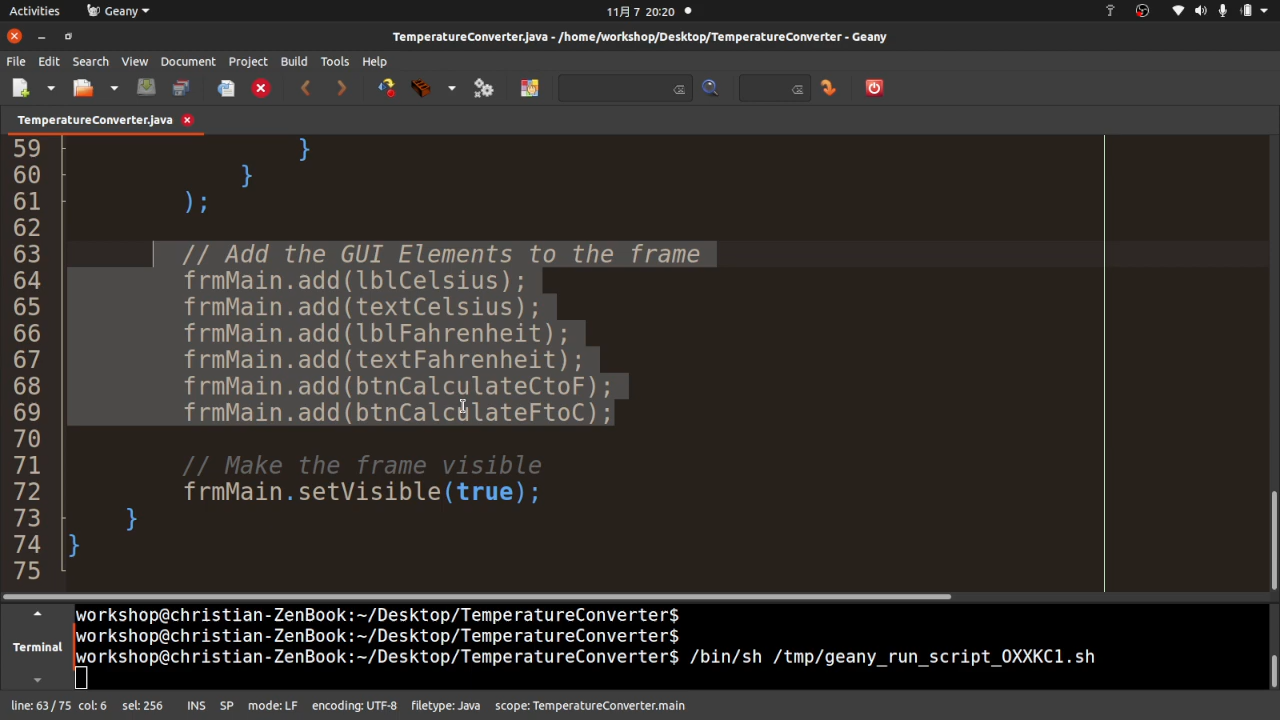 Activities
Geany
11月 7 20:20
TemperatureConverter.java - /home/workshop/Desktop/TemperatureConverter - Geany
File Edit Search View Document Project Build Tools Help
TemperatureConverter.java
59 }
60 }
61 );
62
63 // Add the GUI Elements to the frame
64 frmMain.add(lblCelsius);
65 frmMain.add(textCelsius);
66 frmMain.add(lblFahrenheit);
67 frmMain.add(textFahrenheit);
68 frmMain.add(btnCalculateCtoF);
69 frmMain.add(btnCalculateFtoC);
70
71 // Make the frame visible
72 frmMain.setVisible(true);
73 }
74 }
75
Terminal
workshop@christian-ZenBook:~/Desktop/TemperatureConverter$
workshop@christian-ZenBook:~/Desktop/TemperatureConverter$
workshop@christian-ZenBook:~/Desktop/TemperatureConverter$ /bin/sh /tmp/geany_run_script_OXXKC1.sh
line: 63 / 75 col: 6 sel: 256 INS SP mode: LF encoding: UTF-8 filetype: Java scope: TemperatureConverter.main